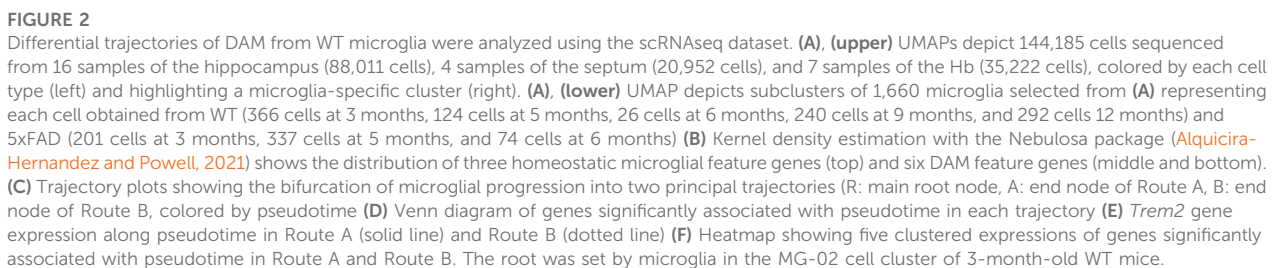 FIGURE 2
Differential trajectories of DAM from WT microglia were analyzed using the scRNAseq dataset. (A), (upper) UMAPs depict 144,185 cells sequenced
from 16 samples of the hippocampus (88,011 cells), 4 samples of the septum (20,952 cells), and 7 samples of the Hb (35,222 cells), colored by each cell
type (left) and highlighting a microglia-specific cluster (right). (A), (lower) UMAP depicts subclusters of 1,660 microglia selected from (A) representing
each cell obtained from WT (366 cells at 3 months, 124 cells at 5 months, 26 cells at 6 months, 240 cells at 9 months, and 292 cells 12 months) and
5xFAD (201 cells at 3 months, 337 cells at 5 months, and 74 cells at 6 months) (B) Kernel density estimation with the Nebulosa package (Alquicira-
Hernandez and Powell, 2021) shows the distribution of three homeostatic microglial feature genes (top) and six DAM feature genes (middle and bottom).
(C) Trajectory plots showing the bifurcation of microglial progression into two principal trajectories (R: main root node, A: end node of Route A, B: end
node of Route B, colored by pseudotime (D) Venn diagram of genes significantly associated with pseudotime in each trajectory (E) Trem2 gene
expression along pseudotime in Route A (solid line) and Route B (dotted line) (F) Heatmap showing five clustered expressions of genes significantly
associated with pseudotime in Route A and Route B. The root was set by microglia in the MG-02 cell cluster of 3-month-old WT mice.